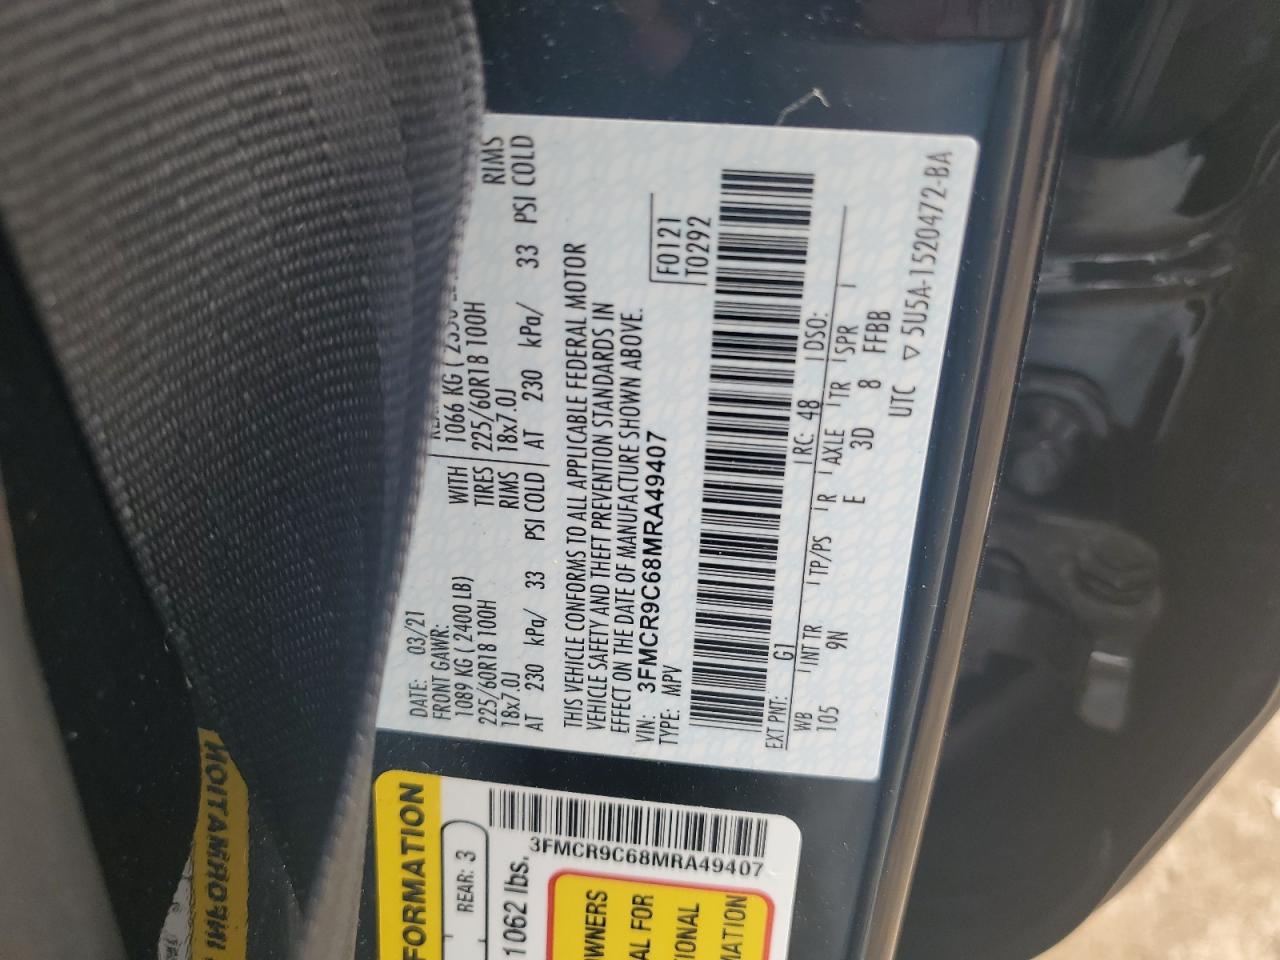 DATE: 03/21
FRONT GAWR:
1089 KG ( 2400 LB)
WITH
1066 KG (
225/60R18 100H
TIRES
225/60R18 100H
18x7.0J
RIMS
18x7.0J
RIMS
AT 230 kPa/ 33 PSI COLD
AT 230 kPa/ 33 PSI COLD
THIS VEHICLE CONFORMS TO ALL APPLICABLE FEDERAL MOTOR
VEHICLE SAFETY AND THEFT PREVENTION STANDARDS IN
EFFECT ON THE DATE OF MANUFACTURE SHOWN ABOVE.
VIN: 3FMCR9C68MRA49407
TYPE: MPV
F0121
T0292
EXT PNT: G1 RC: 48 DSO:
WB INT TR TP/PS R AXLE TR SPR
105 9N E 3D 8 FFBB
UTC ▽ 5U5A-1520472-BA
FORMATION
REAR: 3
1062 lbs.
3FMCR9C68MRA49407
OWNERS
AL FOR
IONAL
MATION